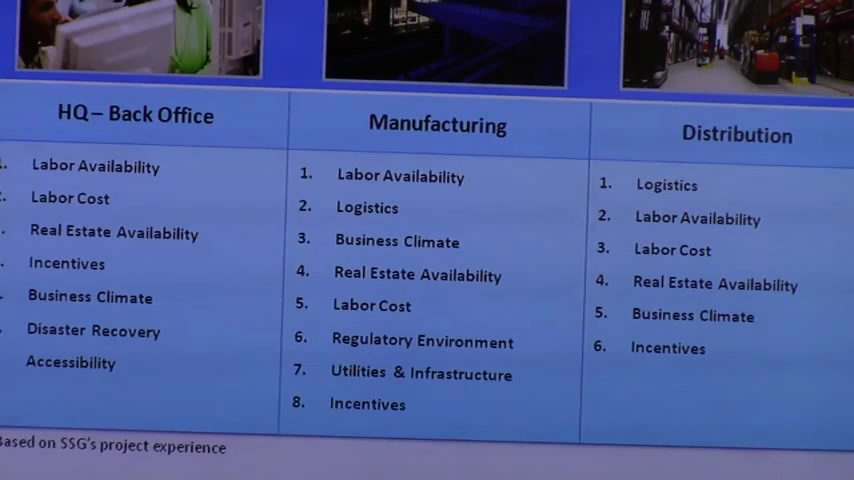 HQ – Back Office
Labor Availability
Labor Cost
Real Estate Availability
Incentives
Business Climate
Disaster Recovery
Accessibility
Manufacturing
1. Labor Availability
2. Logistics
3. Business Climate
4. Real Estate Availability
5. Labor Cost
6. Regulatory Environment
7. Utilities & Infrastructure
8. Incentives
Distribution
1. Logistics
2. Labor Availability
3. Labor Cost
4. Real Estate Availability
5. Business Climate
6. Incentives
Based on SSG's project experience